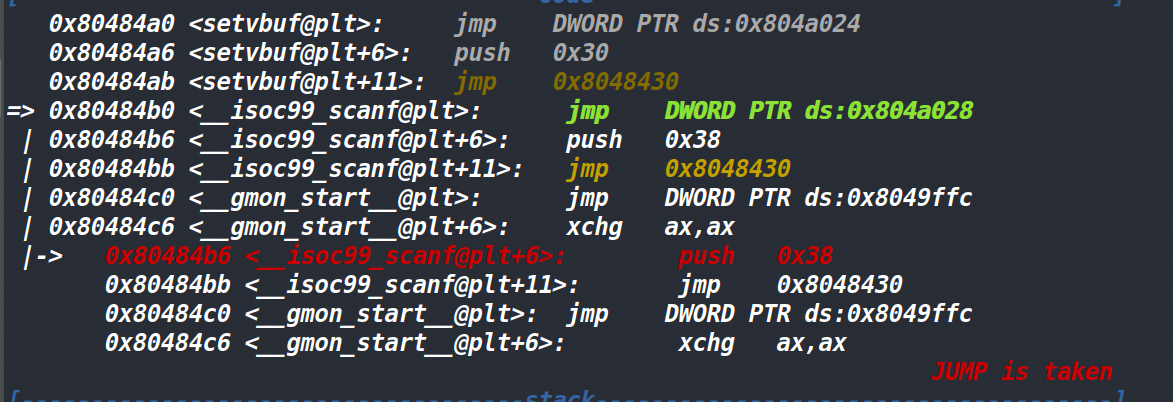 [ code ]
0x80484a0 <setvbuf@plt>: jmp DWORD PTR ds:0x804a024
0x80484a6 <setvbuf@plt+6>: push 0x30
0x80484ab <setvbuf@plt+11>: jmp 0x8048430
=> 0x80484b0 <__isoc99_scanf@plt>: jmp DWORD PTR ds:0x804a028
| 0x80484b6 <__isoc99_scanf@plt+6>: push 0x38
| 0x80484bb <__isoc99_scanf@plt+11>: jmp 0x8048430
| 0x80484c0 <__gmon_start__@plt>: jmp DWORD PTR ds:0x8049ffc
| 0x80484c6 <__gmon_start__@plt+6>: xchg ax,ax
|-> 0x80484b6 <__isoc99_scanf@plt+6>: push 0x38
0x80484bb <__isoc99_scanf@plt+11>: jmp 0x8048430
0x80484c0 <__gmon_start__@plt>: jmp DWORD PTR ds:0x8049ffc
0x80484c6 <__gmon_start__@plt+6>: xchg ax,ax
JUMP is taken
[------------------------------------stack-------------------------------------]